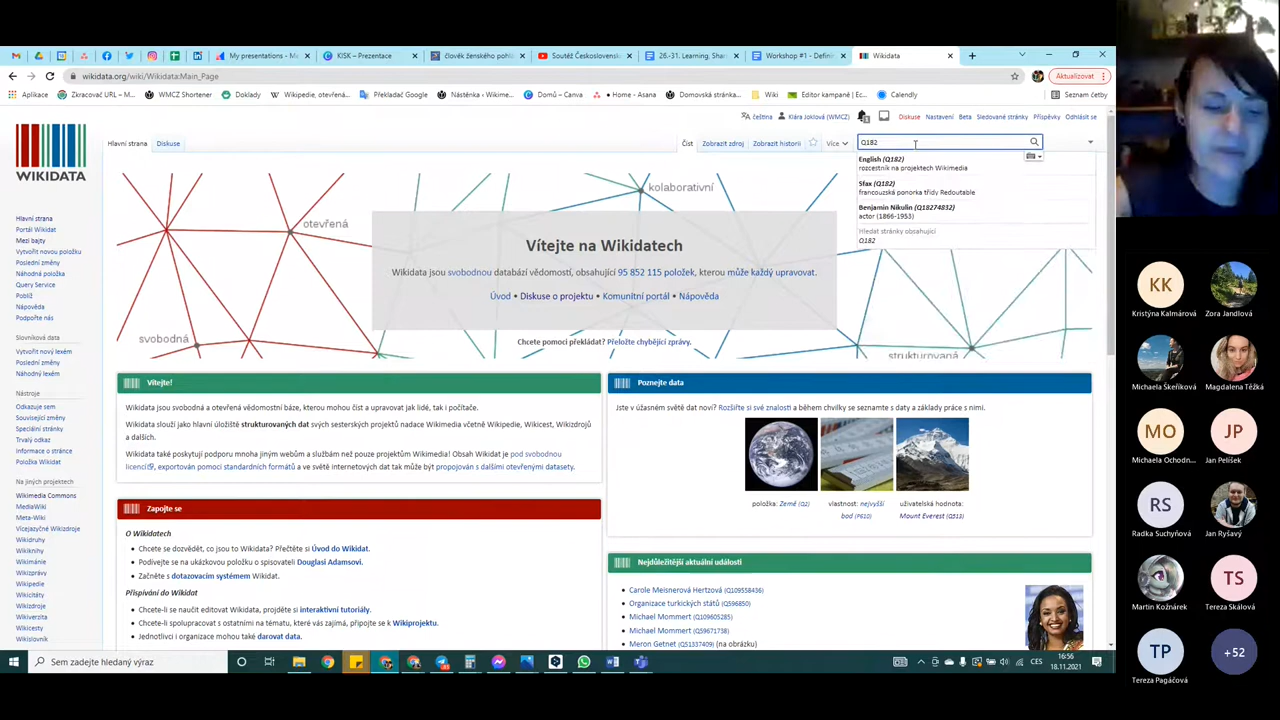 My presentations – Me
KISK – Prezentace
člověk ženského pohl
Soutěž Československ
26.-31. Learning, Shar
Workshop #1 - Definin
Wikidata
wikidata.org/wiki/Wikidata:Main_Page
Aktualizovat
Aplikace
Zkracovač URL – M...
WMCZ Shortener
Doklady
Wikipedie, otevřená...
Překladač Google
Nástěnka ‹ Wikime...
Domů – Canva
• Home - Asana
Domovská stránka...
Wiki
Editor kampaně | Ec...
Calendly
Seznam četby
čeština
Klára Joklová (WMCZ)
Diskuse
Nastavení
Beta
Sledované stránky
Příspěvky
Odhlásit se
WIKIDATA
Hlavní strana
Diskuse
Číst
Zobrazit zdroj
Zobrazit historii
Více
Q182
English (Q182)
rozcestník na projektech Wikimedia
Sfax (Q182)
francouzská ponorka třídy Redoutable
Benjamin Nikulin (Q18274832)
actor (1866-1953)
Hledat stránky obsahující
Q182
Hlavní strana
Portál Wikidat
Mezi bajty
Vytvořit novou položku
Poslední změny
Náhodná položka
Query Service
Poblíž
Nápověda
Podpořte nás
Slovníková data
Vytvořit nový lexém
Poslední změny
Náhodný lexém
Nástroje
Odkazuje sem
Související změny
Speciální stránky
Trvalý odkaz
Informace o stránce
Položka Wikidat
Na jiných projektech
Wikimedia Commons
MediaWiki
Meta-Wiki
Vícejazyčné Wikizdroje
Wikidruhy
Wikiknihy
Wikimánie
Wikizprávy
Wikipedie
Wikicitáty
Wikizdroje
Wikiverzita
Wikicesty
Wikislovník
kolaborativní
otevřená
svobodná
strukturovaná
Vítejte na Wikidatech
Wikidata jsou svobodnou databází vědomostí, obsahující 95 852 115 položek, kterou může každý upravovat.
Úvod • Diskuse o projektu • Komunitní portál • Nápověda
Chcete pomoci překládat? Přeložte chybějící zprávy.
Vítejte!
Wikidata jsou svobodná a otevřená vědomostní báze, kterou mohou číst a upravovat jak lidé, tak i počítače.
Wikidata slouží jako hlavní úložiště strukturovaných dat svých sesterských projektů nadace Wikimedia včetně Wikipedie, Wikicest, Wikizdrojů
a dalších.
Wikidata také poskytují podporu mnoha jiným webům a službám než pouze projektům Wikimedia! Obsah Wikidat je pod svobodnou
licencí, exportován pomocí standardních formátů a ve světě internetových dat tak může být propojován s dalšími otevřenými datasety.
Poznejte data
Jste v úžasném světě dat noví? Rozšiřte si své znalosti a během chvilky se seznamte s daty a základy práce s nimi.
položka: Země (Q2)
vlastnost: nejvyšší
bod (P610)
uživatelská hodnota:
Mount Everest (Q513)
Zapojte se
O Wikidatech
• Chcete se dozvědět, co jsou to Wikidata? Přečtěte si Úvod do Wikidat.
• Podívejte se na ukázkovou položku o spisovateli Douglasi Adamsovi.
• Začněte s dotazovacím systémem Wikidat.
Přispívání do Wikidat
• Chcete-li se naučit editovat Wikidata, projděte si interaktivní tutoriály.
• Chcete-li spolupracovat s ostatními na tématu, které vás zajímá, připojte se k Wikiprojektu.
• Jednotlivci i organizace mohou také darovat data.
Nejdůležitější aktuální události
• Carole Meisnerová Hertzová (Q109558436)
• Organizace turkických států (Q596850)
• Michael Mommert (Q109605285)
• Michael Mommert (Q59671738)
• Meron Getnet (Q51337409) (na obrázku)
Sem zadejte hledaný výraz
CES
16:56
18.11.2021
KK
Kristýna Kalmárová
Zora Jandlová
Michaela Škeříková
Magdalena Těžká
MO
Michaela Ochodn...
JP
Jan Pelíšek
RS
Radka Suchyňová
Jan Ryšavý
Martin Kožnárek
TS
Tereza Skálová
TP
Tereza Pagáčová
+52